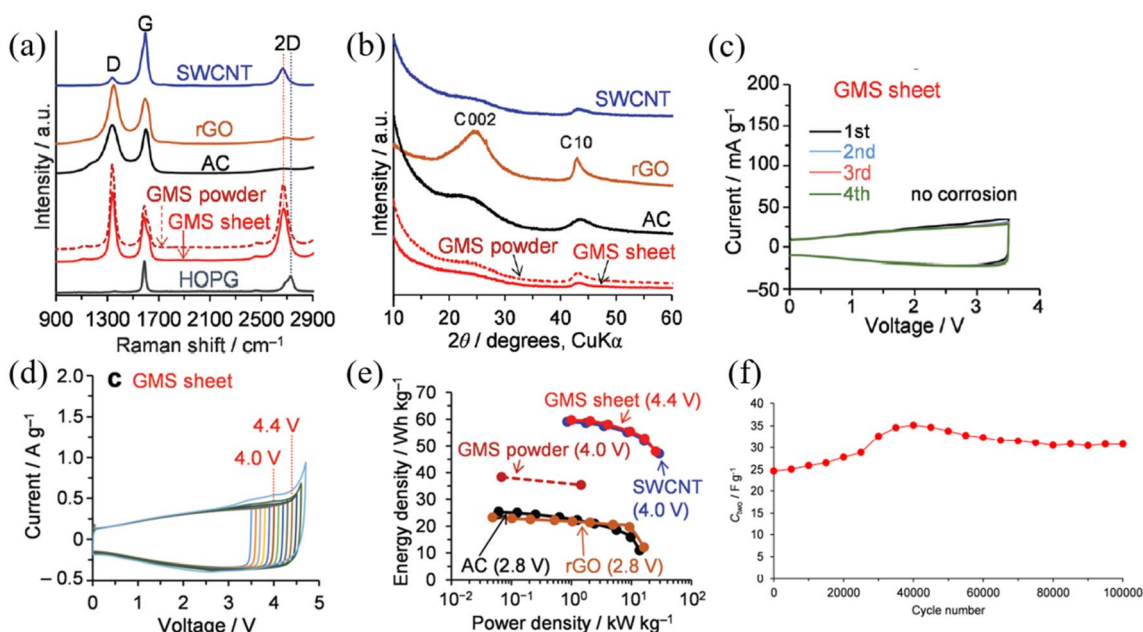 (a)
Intensity / a.u.
D
G
2D
SWCNT
rGO
AC
GMS powder
GMS sheet
HOPG
900 1300 1700 2100 2500 2900
Raman shift / cm⁻¹
(b)
Intensity / a.u.
SWCNT
C 002
C10
rGO
AC
GMS powder
GMS sheet
10 20 30 40 50 60
2θ / degrees, CuKα
(c)
GMS sheet
1st
2nd
3rd
4th
no corrosion
Current / mA g⁻¹
200
150
100
50
0
–50
0 1 2 3 4
Voltage / V
(d)
c GMS sheet
4.4 V
4.0 V
Current / A g⁻¹
2.0
1.5
1.0
0.5
0
– 0.5
0 1 2 3 4 5
Voltage / V
(e)
Energy density / Wh kg⁻¹
70
60
50
40
30
20
10
0
GMS sheet (4.4 V)
GMS powder (4.0 V)
SWCNT
(4.0 V)
AC (2.8 V)
rGO (2.8 V)
10⁻² 10⁻¹ 10⁰ 10¹ 10²
Power density / kW kg⁻¹
(f)
C_two / F g⁻¹
40
35
30
25
20
15
10
5
0
0 20000 40000 60000 80000 100000
Cycle number